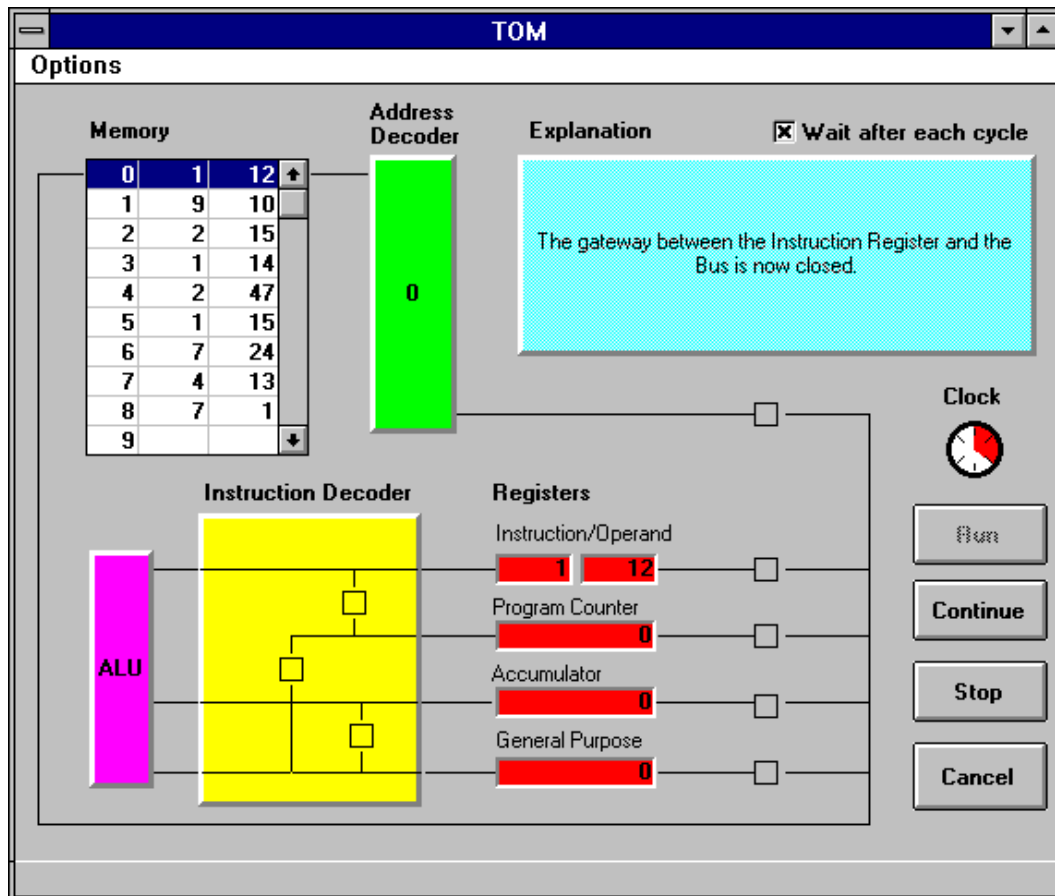 TOM
Options
Memory
Address
Decoder
Explanation
Wait after each cycle
0 1 12
1 9 10
2 2 15
3 1 14
4 2 47
5 1 15
6 7 24
7 4 13
8 7 1
9
0
The gateway between the Instruction Register and the
Bus is now closed.
Clock
Instruction Decoder
Registers
Instruction/Operand
1 12
Program Counter
0
Accumulator
0
General Purpose
0
ALU
Run
Continue
Stop
Cancel